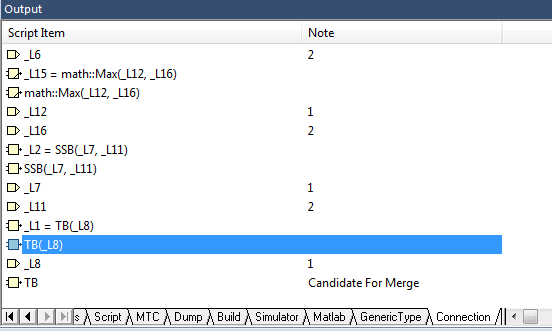 Output
Script Item Note
_L6 2
_L15 = math::Max(_L12, _L16)
math::Max(_L12, _L16)
_L12 1
_L16 2
_L2 = SSB(_L7, _L11)
SSB(_L7, _L11)
_L7 1
_L11 2
_L1 = TB(_L8)
TB(_L8)
_L8 1
TB Candidate For Merge
s Script MTC Dump Build Simulator Matlab GenericType Connection